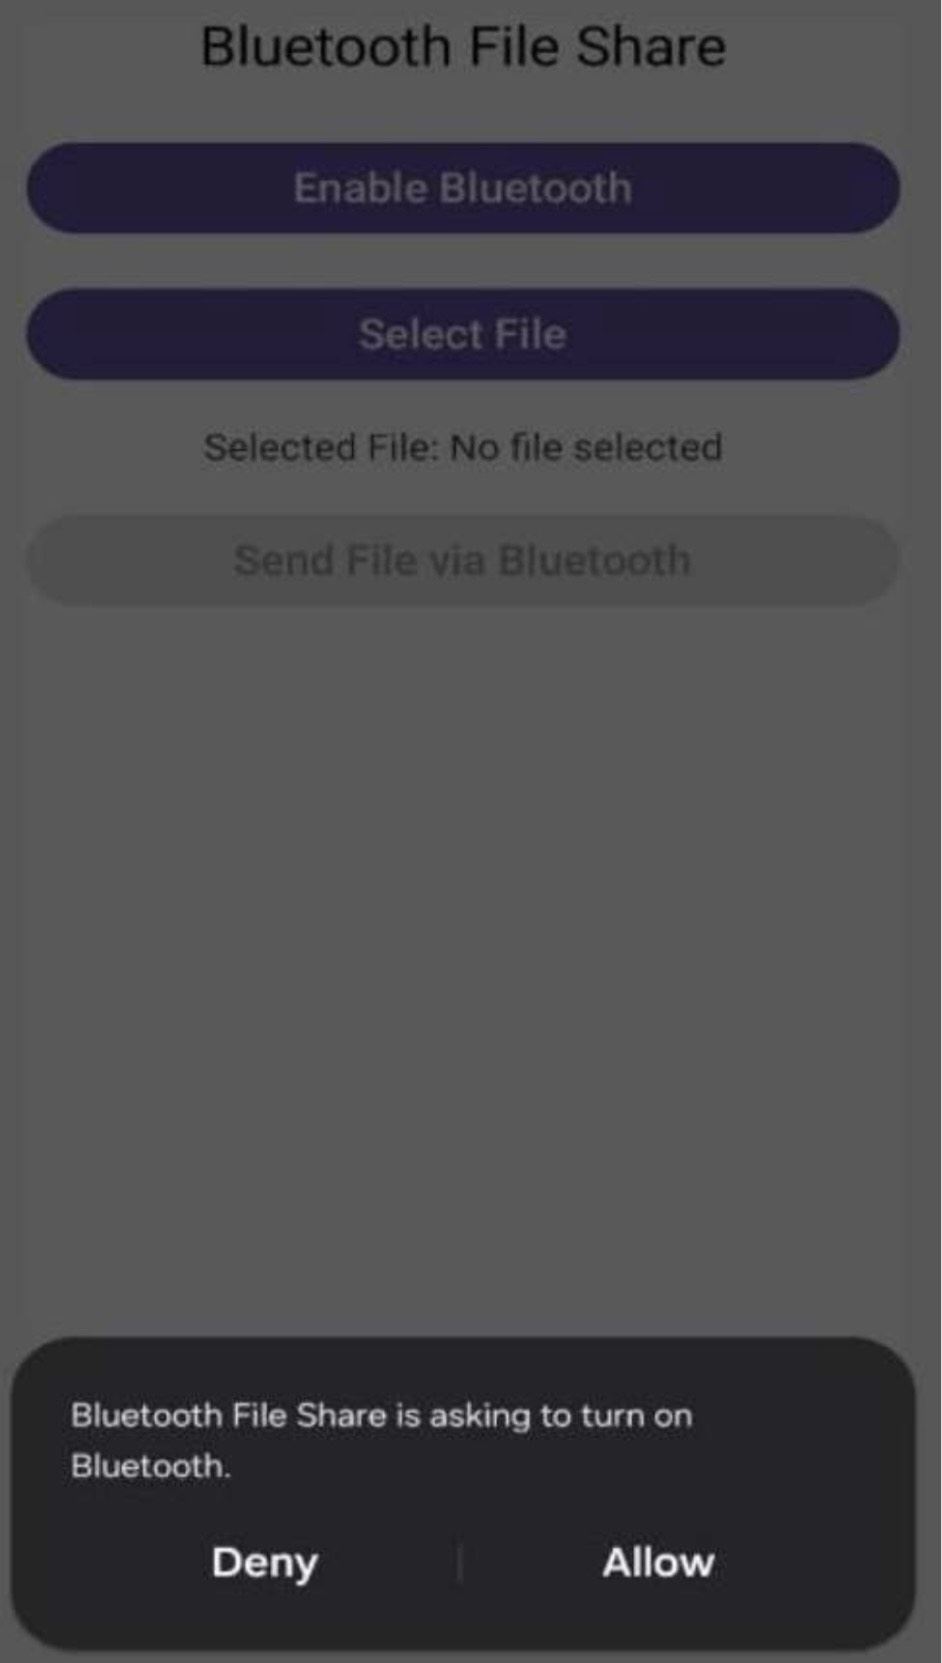 Bluetooth File Share
Enable Bluetooth
Select File
Selected File: No file selected
Send File via Bluetooth
Bluetooth File Share is asking to turn on
Bluetooth.
Deny
Allow